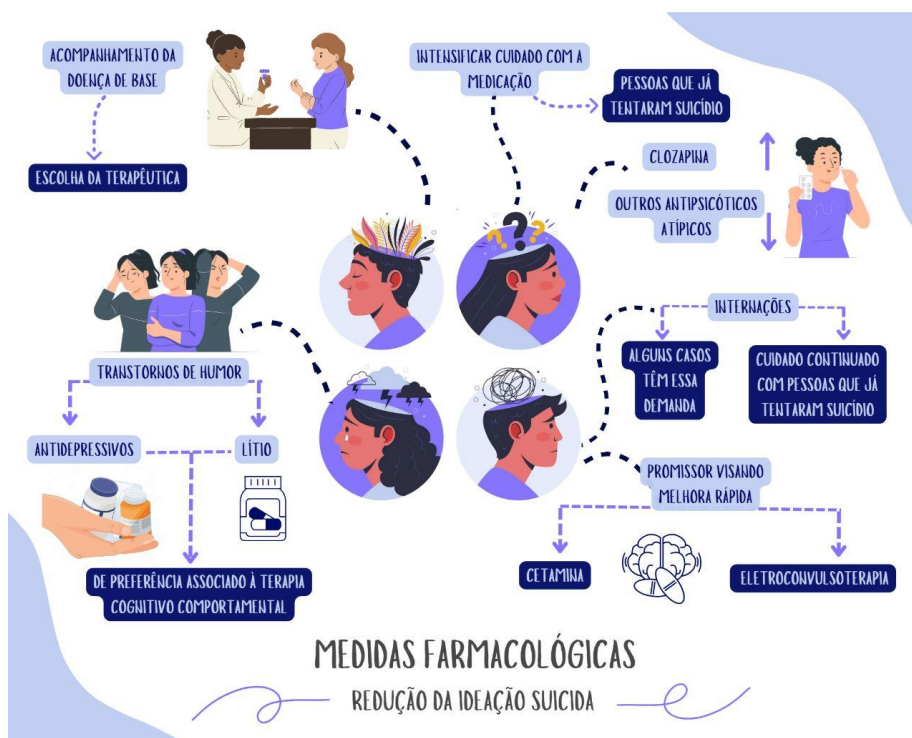 ACOMPANHAMENTO DA
DOENÇA DE BASE
ESCOLHA DA TERAPÊUTICA
INTENSIFICAR CUIDADO COM A
MEDICAÇÃO
PESSOAS QUE JÁ
TENTARAM SUICÍDIO
CLOZAPINA
OUTROS ANTIPSICÓTICOS
ATÍPICOS
TRANSTORNOS DE HUMOR
ANTIDEPRESSIVOS
LÍTIO
DE PREFERÊNCIA ASSOCIADO À TERAPIA
COGNITIVO COMPORTAMENTAL
INTERNAÇÕES
ALGUNS CASOS
TÊM ESSA
DEMANDA
CUIDADO CONTINUADO
COM PESSOAS QUE JÁ
TENTARAM SUICÍDIO
PROMISSOR VISANDO
MELHORA RÁPIDA
CETAMINA
ELETROCONVULSOTERAPIA
MEDIDAS FARMACOLÓGICAS
REDUÇÃO DA IDEAÇÃO SUICIDA